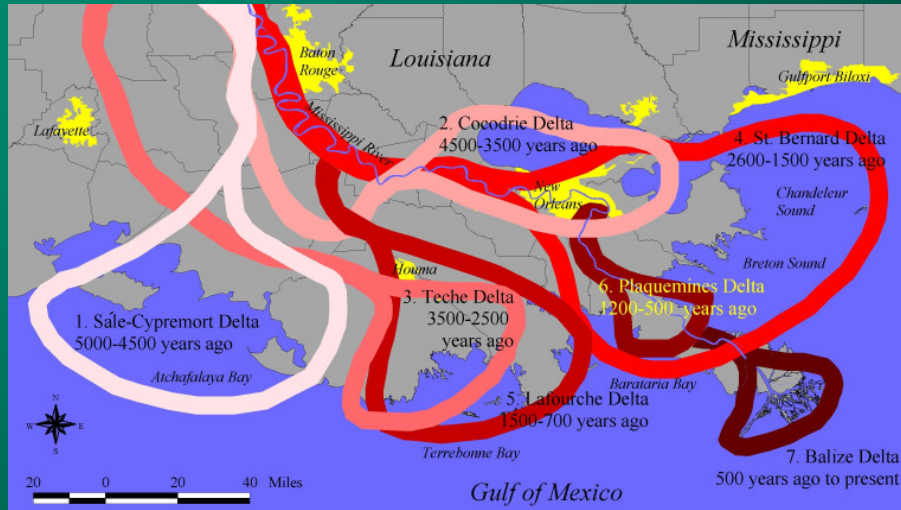 Louisiana
Mississippi
Baton
Rouge
Gulfport Biloxi
Lafayette
Mississippi River
2. Cocodrie Delta
4500-3500 years ago
4. St. Bernard Delta
2600-1500 years ago
New
Orleans
Chandeleur
Sound
Breton Sound
Houma
6. Plaquemines Delta
1200-500 years ago
3. Teche Delta
3500-2500
years ago
1. Sale-Cypremort Delta
5000-4500 years ago
Atchafalaya Bay
Barataria Bay
5. Lafourche Delta
1500-700 years ago
Terrebonne Bay
N
W
E
S
7. Balize Delta
500 years ago to present
20 0 20 40 Miles
Gulf of Mexico